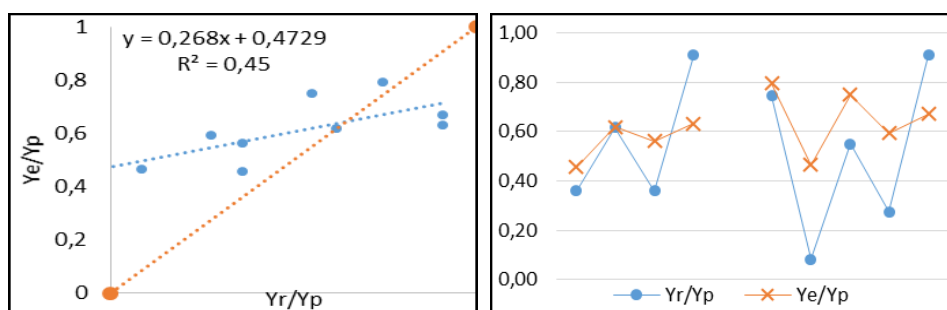 y = 0,268x + 0,4729
R² = 0,45
1
0,8
0,6
0,4
0,2
0
Ye/Yp
Yr/Yp
1,00
0,80
0,60
0,40
0,20
0,00
Yr/Yp Ye/Yp